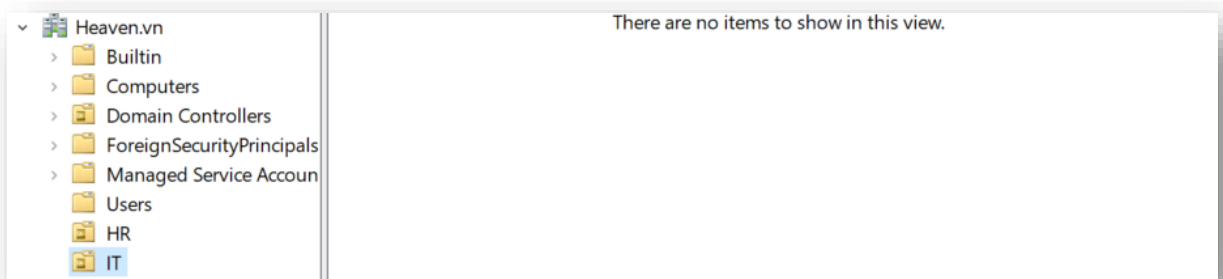 Heaven.vn
Builtin
Computers
Domain Controllers
ForeignSecurityPrincipals
Managed Service Accoun
Users
HR
IT
There are no items to show in this view.